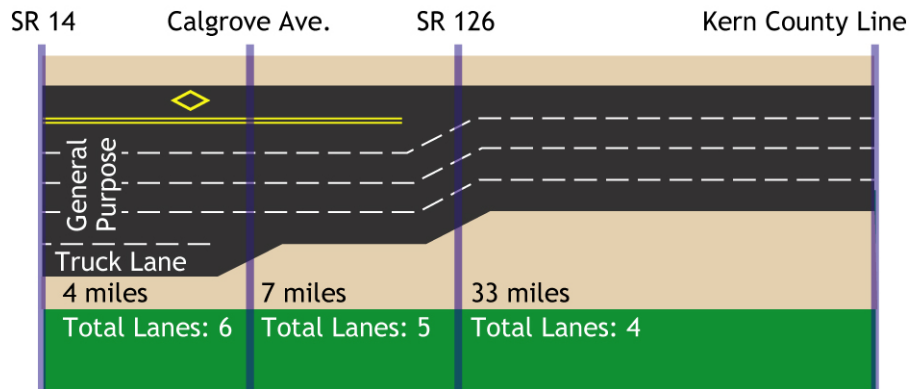 SR 14
Calgrove Ave.
SR 126
Kern County Line
General
Purpose
Truck Lane
4 miles
7 miles
33 miles
Total Lanes: 6
Total Lanes: 5
Total Lanes: 4